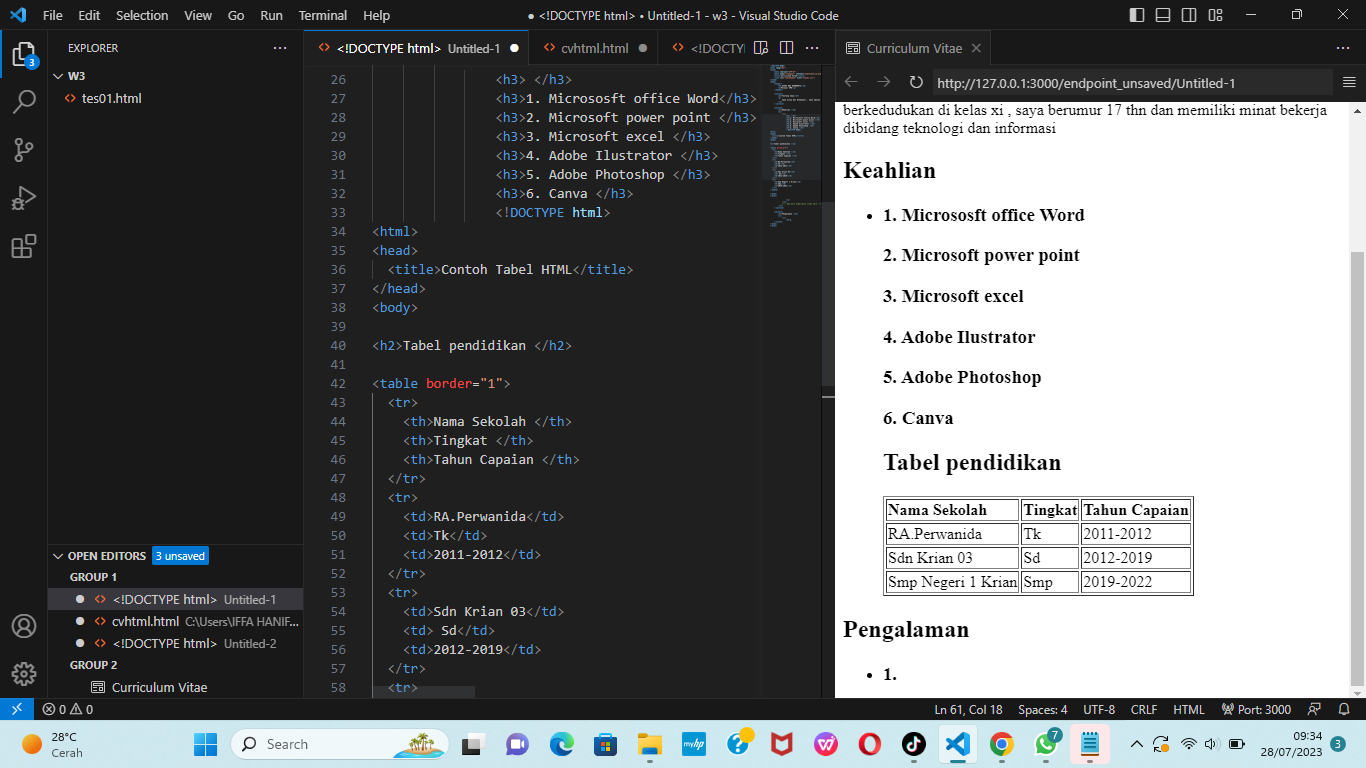 File Edit Selection View Go Run Terminal Help
● <!DOCTYPE html> • Untitled-1 - w3 - Visual Studio Code
EXPLORER
W3
tes01.html
3
OPEN EDITORS 3 unsaved
GROUP 1
<!DOCTYPE html> Untitled-1
cvhtml.html C:\Users\IFFA HANIF...
<!DOCTYPE html> Untitled-2
GROUP 2
Curriculum Vitae
<!DOCTYPE html> Untitled-1
cvhtml.html
<!DOCTY
26 <h3> </h3>
27 <h3>1. Micrososft office Word</h3>
28 <h3>2. Microsoft power point </h3>
29 <h3>3. Microsoft excel </h3>
30 <h3>4. Adobe Ilustrator </h3>
31 <h3>5. Adobe Photoshop </h3>
32 <h3>6. Canva </h3>
33 <!DOCTYPE html>
34 <html>
35 <head>
36 <title>Contoh Tabel HTML</title>
37 </head>
38 <body>
39
40 <h2>Tabel pendidikan </h2>
41
42 <table border="1">
43 <tr>
44 <th>Nama Sekolah </th>
45 <th>Tingkat </th>
46 <th>Tahun Capaian </th>
47 </tr>
48 <tr>
49 <td>RA.Perwanida</td>
50 <td>Tk</td>
51 <td>2011-2012</td>
52 </tr>
53 <tr>
54 <td>Sdn Krian 03</td>
55 <td> Sd</td>
56 <td>2012-2019</td>
57 </tr>
58 <tr>
Curriculum Vitae
http://127.0.0.1:3000/endpoint_unsaved/Untitled-1
berkedudukan di kelas xi , saya berumur 17 thn dan memiliki minat bekerja
dibidang teknologi dan informasi
Keahlian
• 1. Micrososft office Word
2. Microsoft power point
3. Microsoft excel
4. Adobe Ilustrator
5. Adobe Photoshop
6. Canva
Tabel pendidikan
Nama Sekolah Tingkat Tahun Capaian
RA.Perwanida Tk 2011-2012
Sdn Krian 03 Sd 2012-2019
Smp Negeri 1 Krian Smp 2019-2022
Pengalaman
• 1.
0 0
Ln 61, Col 18 Spaces: 4 UTF-8 CRLF HTML Port: 3000
28°C
Cerah
Search
myhp
7
09:34
28/07/2023
3